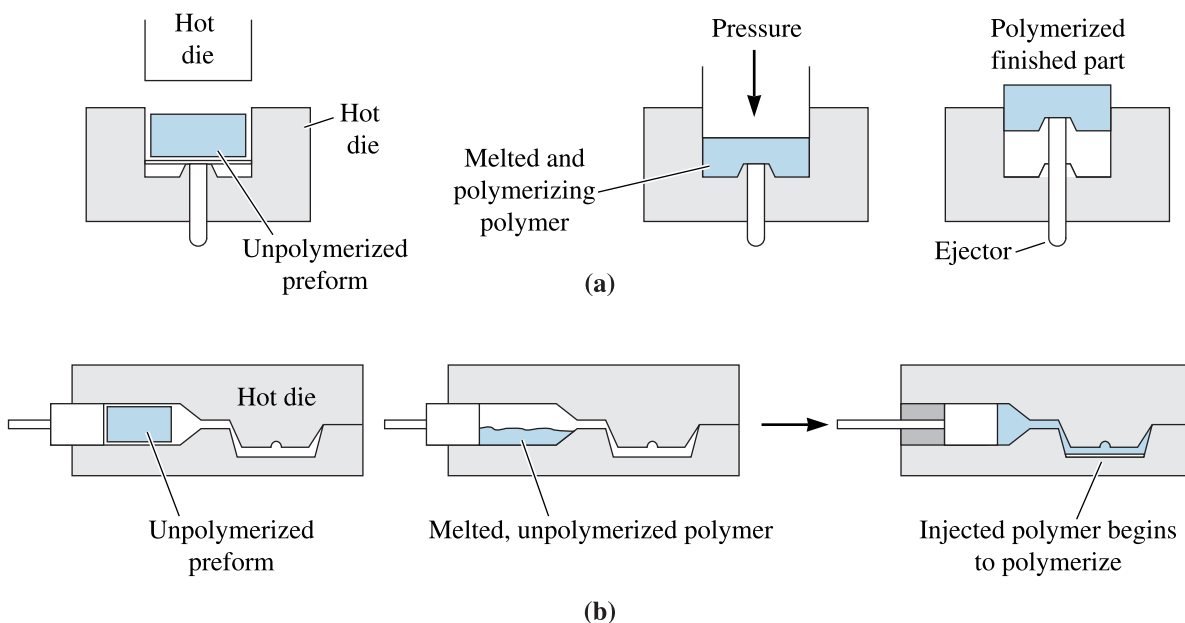 Hot
die
Hot
die
Unpolymerized
preform
Pressure
Melted and
polymerizing
polymer
Polymerized
finished part
Ejector
(a)
Hot die
Unpolymerized
preform
Melted, unpolymerized polymer
Injected polymer begins
to polymerize
(b)